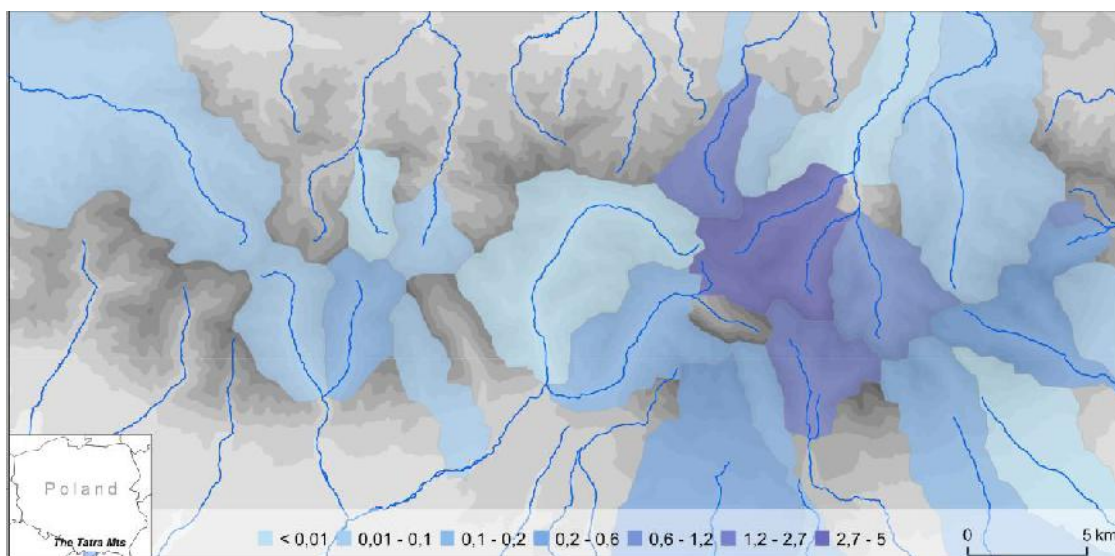 Poland
The Tatra Mts
< 0,01 0,01 - 0,1 0,1 - 0,2 0,2 - 0,6 0,6 - 1,2 1,2 - 2,7 2,7 - 5
0 5 km